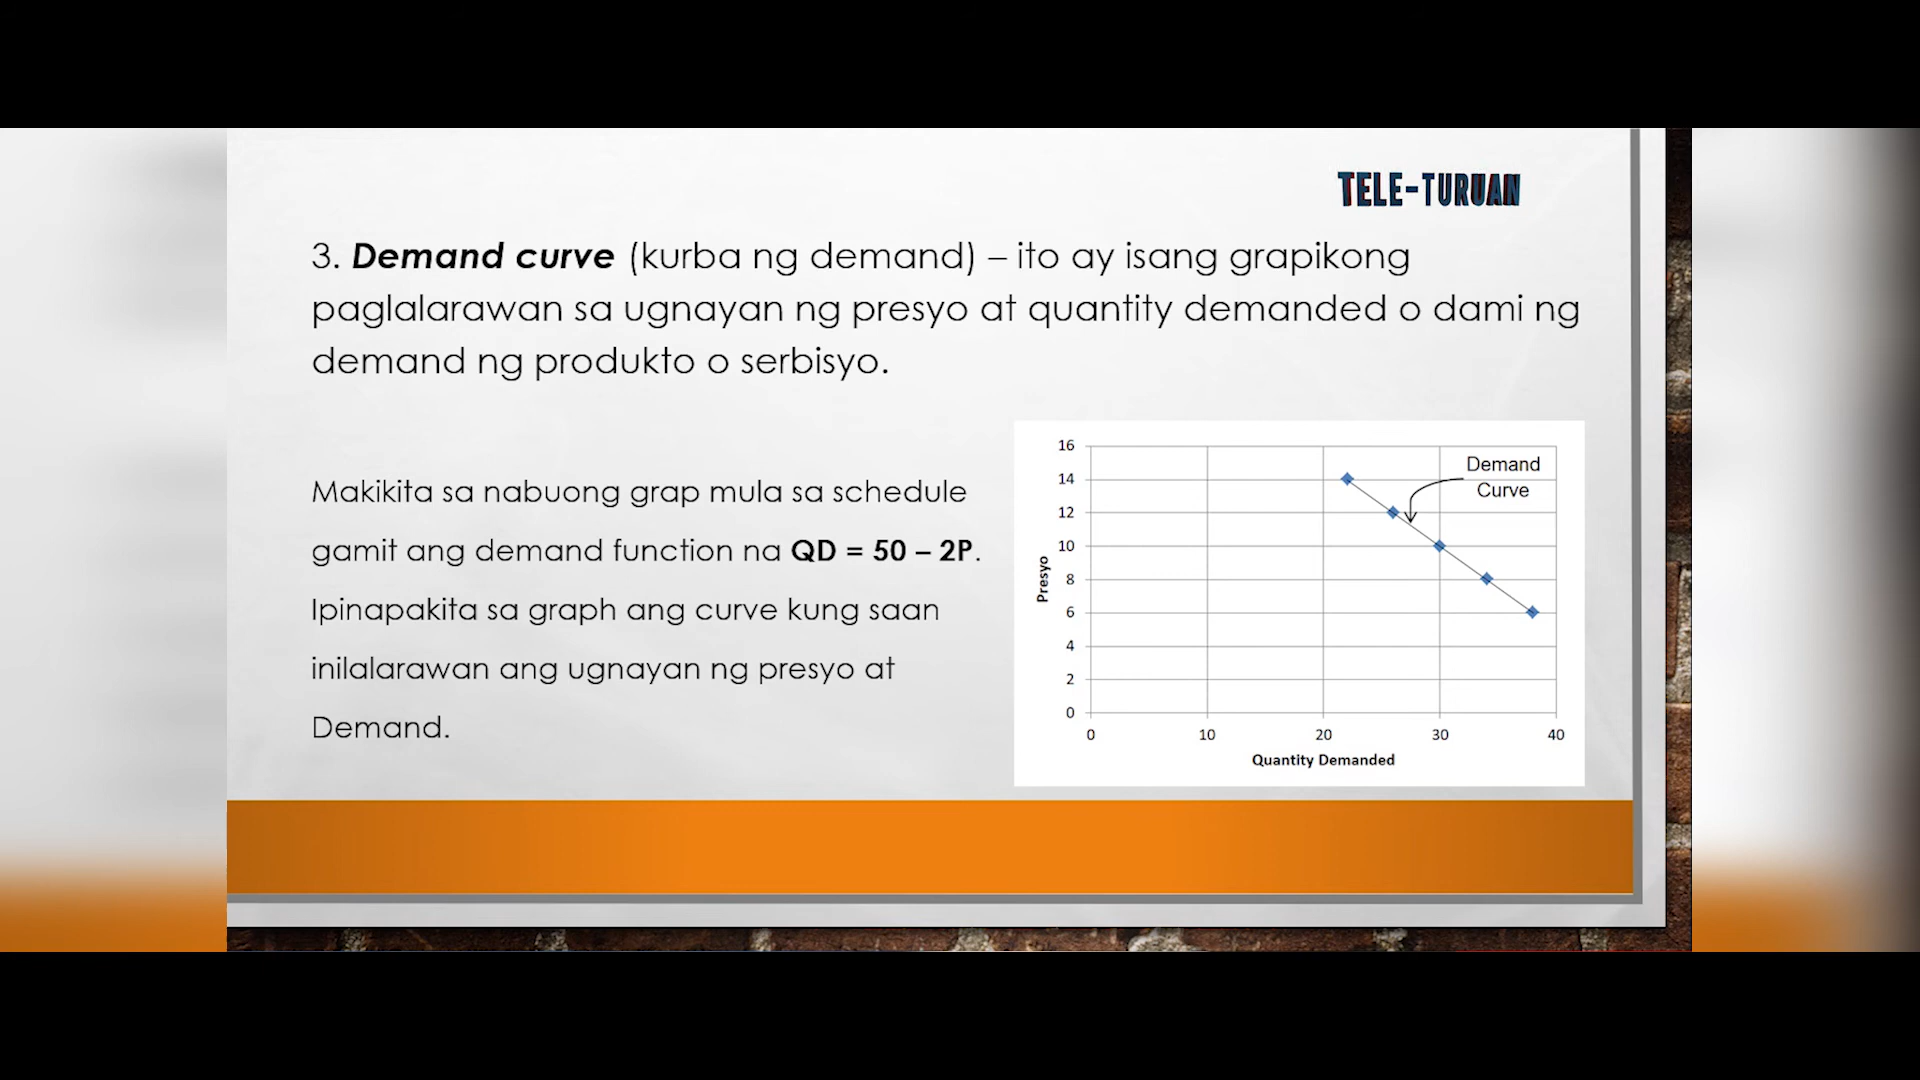 TELE-TURUAN
3. Demand curve (kurba ng demand) – ito ay isang grapikong
paglalarawan sa ugnayan ng presyo at quantity demanded o dami ng
demand ng produkto o serbisyo.
Makikita sa nabuong grap mula sa schedule
gamit ang demand function na QD = 50 – 2P.
Ipinapakita sa graph ang curve kung saan
inilalarawan ang ugnayan ng presyo at
Demand.
16
14
12
10
8
6
4
2
0
Presyo
Demand
Curve
0 10 20 30 40
Quantity Demanded